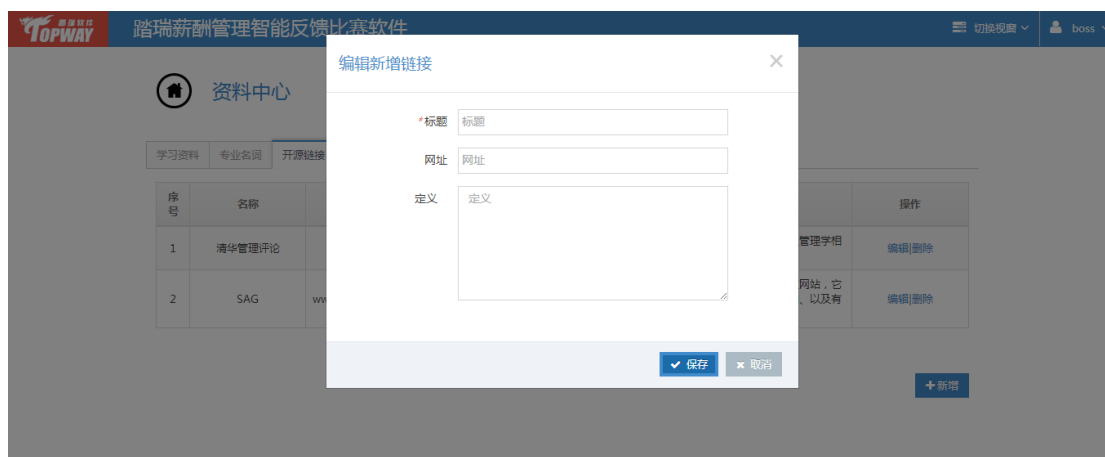 踏瑞软件
TOPWAY
踏瑞薪酬管理智能反馈比赛软件
切换视窗
boss
编辑新增链接
资料中心
*标题 标题
学习资料 专业名词 开源链接
网址 网址
定义 定义
序号 名称 操作
1 清华管理评论 管理学相 编辑|删除
2 SAG ww 网站，它
、以及有 编辑|删除
保存 取消
新增